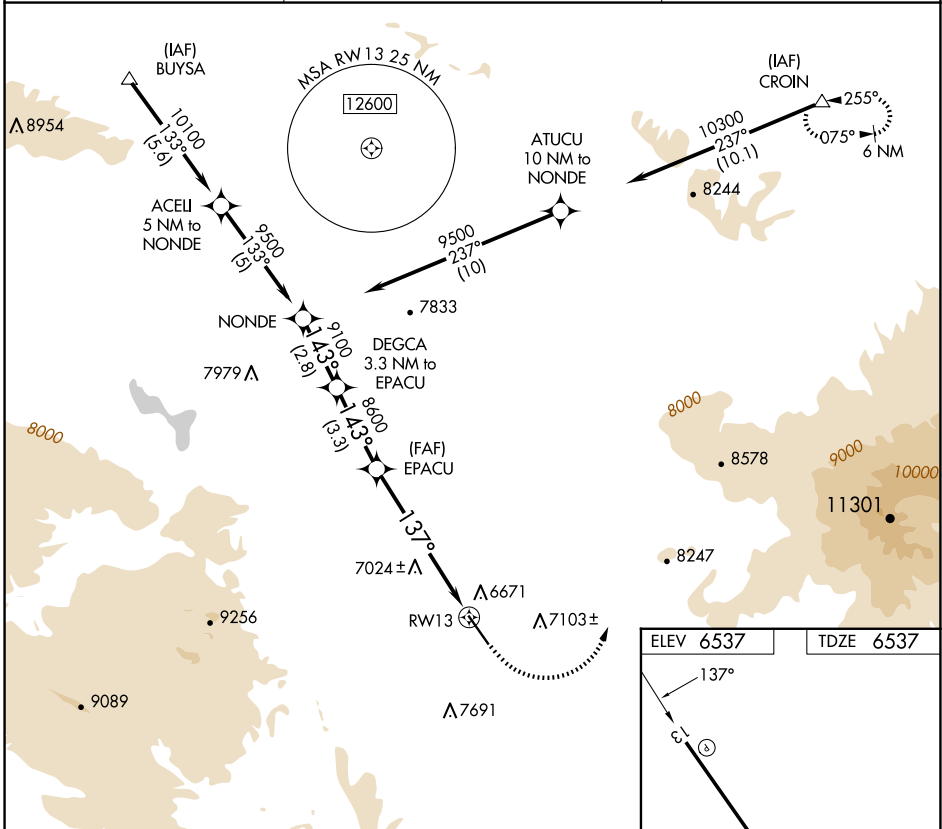 (IAF)
BUYSA
MSA RW13 25 NM
12600
(IAF)
CROIN
255°
075°
6 NM
8954
10100
133°
(5.6)
10300
237°
(10.1)
ATUCU
10 NM to
NONDE
8244
ACELI
5 NM to
NONDE
9500
133°
(5)
9500
237°
(10)
7833
NONDE
9100
143°
(2.8)
DEGCA
3.3 NM to
EPACU
7979
8600
143°
(3.3)
8000
8000
(FAF)
EPACU
8578
9000
10000
11301
137°
7024±
8247
6671
RW13
7103±
9256
9089
7691
ELEV 6537
TDZE 6537
137°
13
P